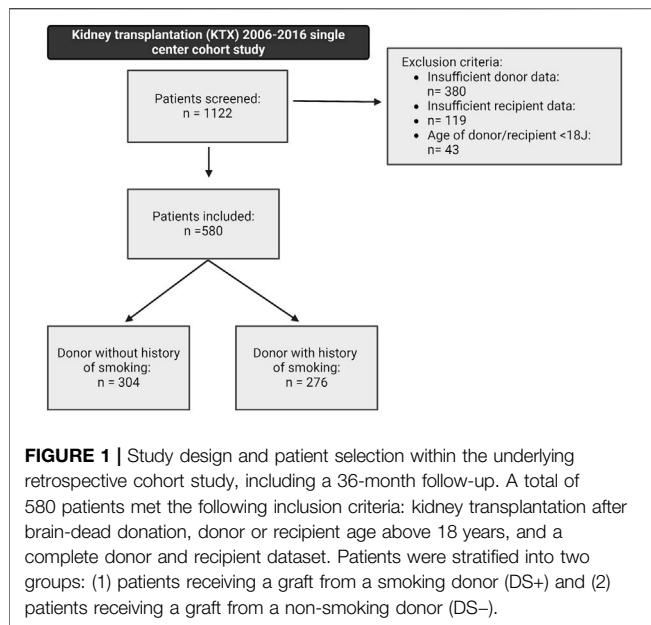 Kidney transplantation (KTX) 2006-2016 single
center cohort study
Patients screened:
n = 1122
Exclusion criteria:
• Insufficient donor data:
n= 380
• Insufficient recipient data:
• n= 119
• Age of donor/recipient <18J:
n= 43
Patients included:
n =580
Donor without history
of smoking:
n = 304
Donor with history
of smoking:
n = 276
FIGURE 1 | Study design and patient selection within the underlying
retrospective cohort study, including a 36-month follow-up. A total of
580 patients met the following inclusion criteria: kidney transplantation after
brain-dead donation, donor or recipient age above 18 years, and a
complete donor and recipient dataset. Patients were stratified into two
groups: (1) patients receiving a graft from a smoking donor (DS+) and (2)
patients receiving a graft from a non-smoking donor (DS–).